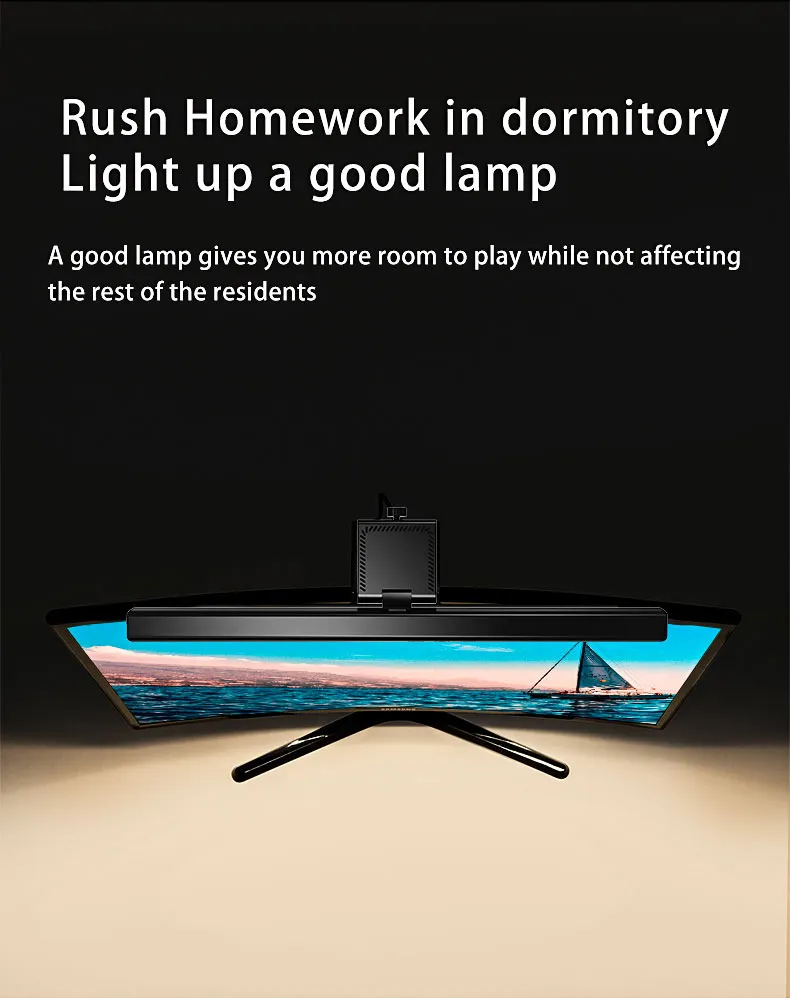 Rush Homework in dormitory
Light up a good lamp
A good lamp gives you more room to play while not affecting
the rest of the residents
SAMSUNG